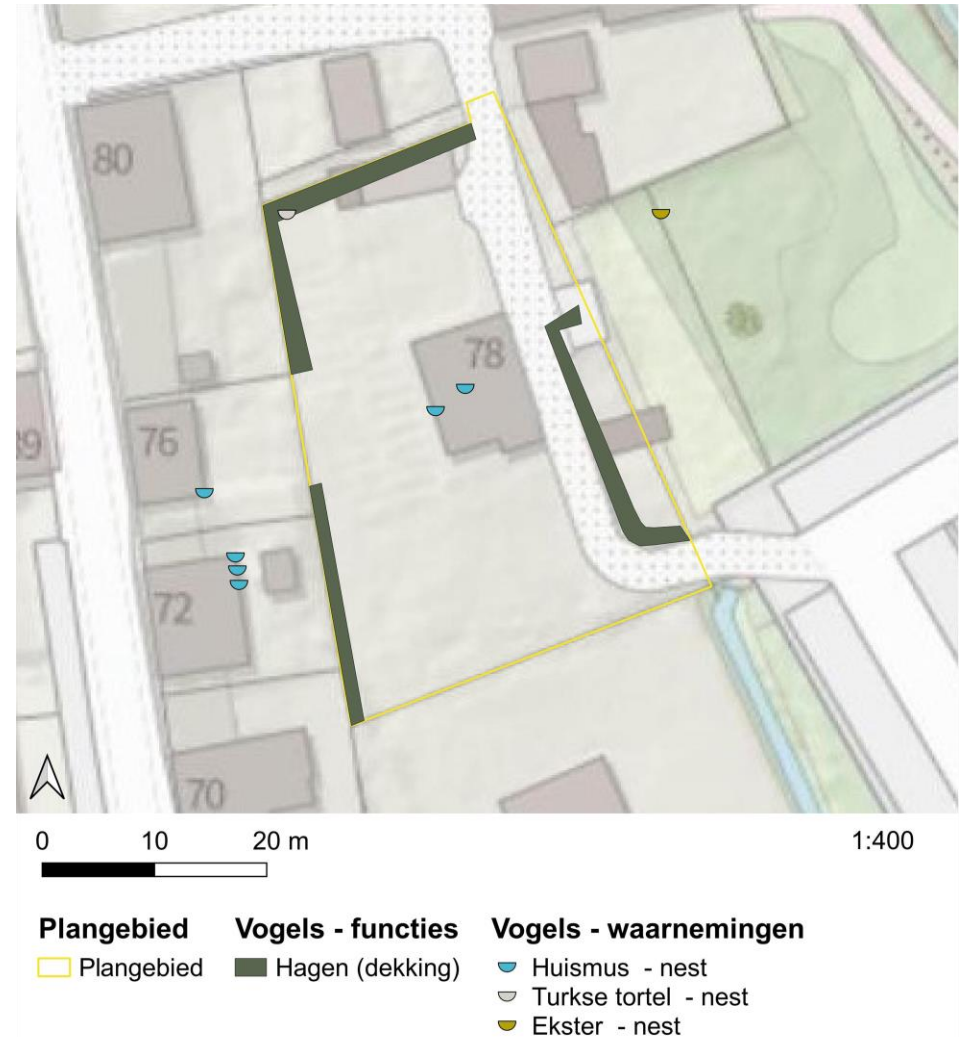 80
78
76
89
72
70
0 10 20 m 1:400
Plangebied
Plangebied
Vogels - functies
Hagen (dekking)
Vogels - waarnemingen
Huismus - nest
Turkse tortel - nest
Ekster - nest